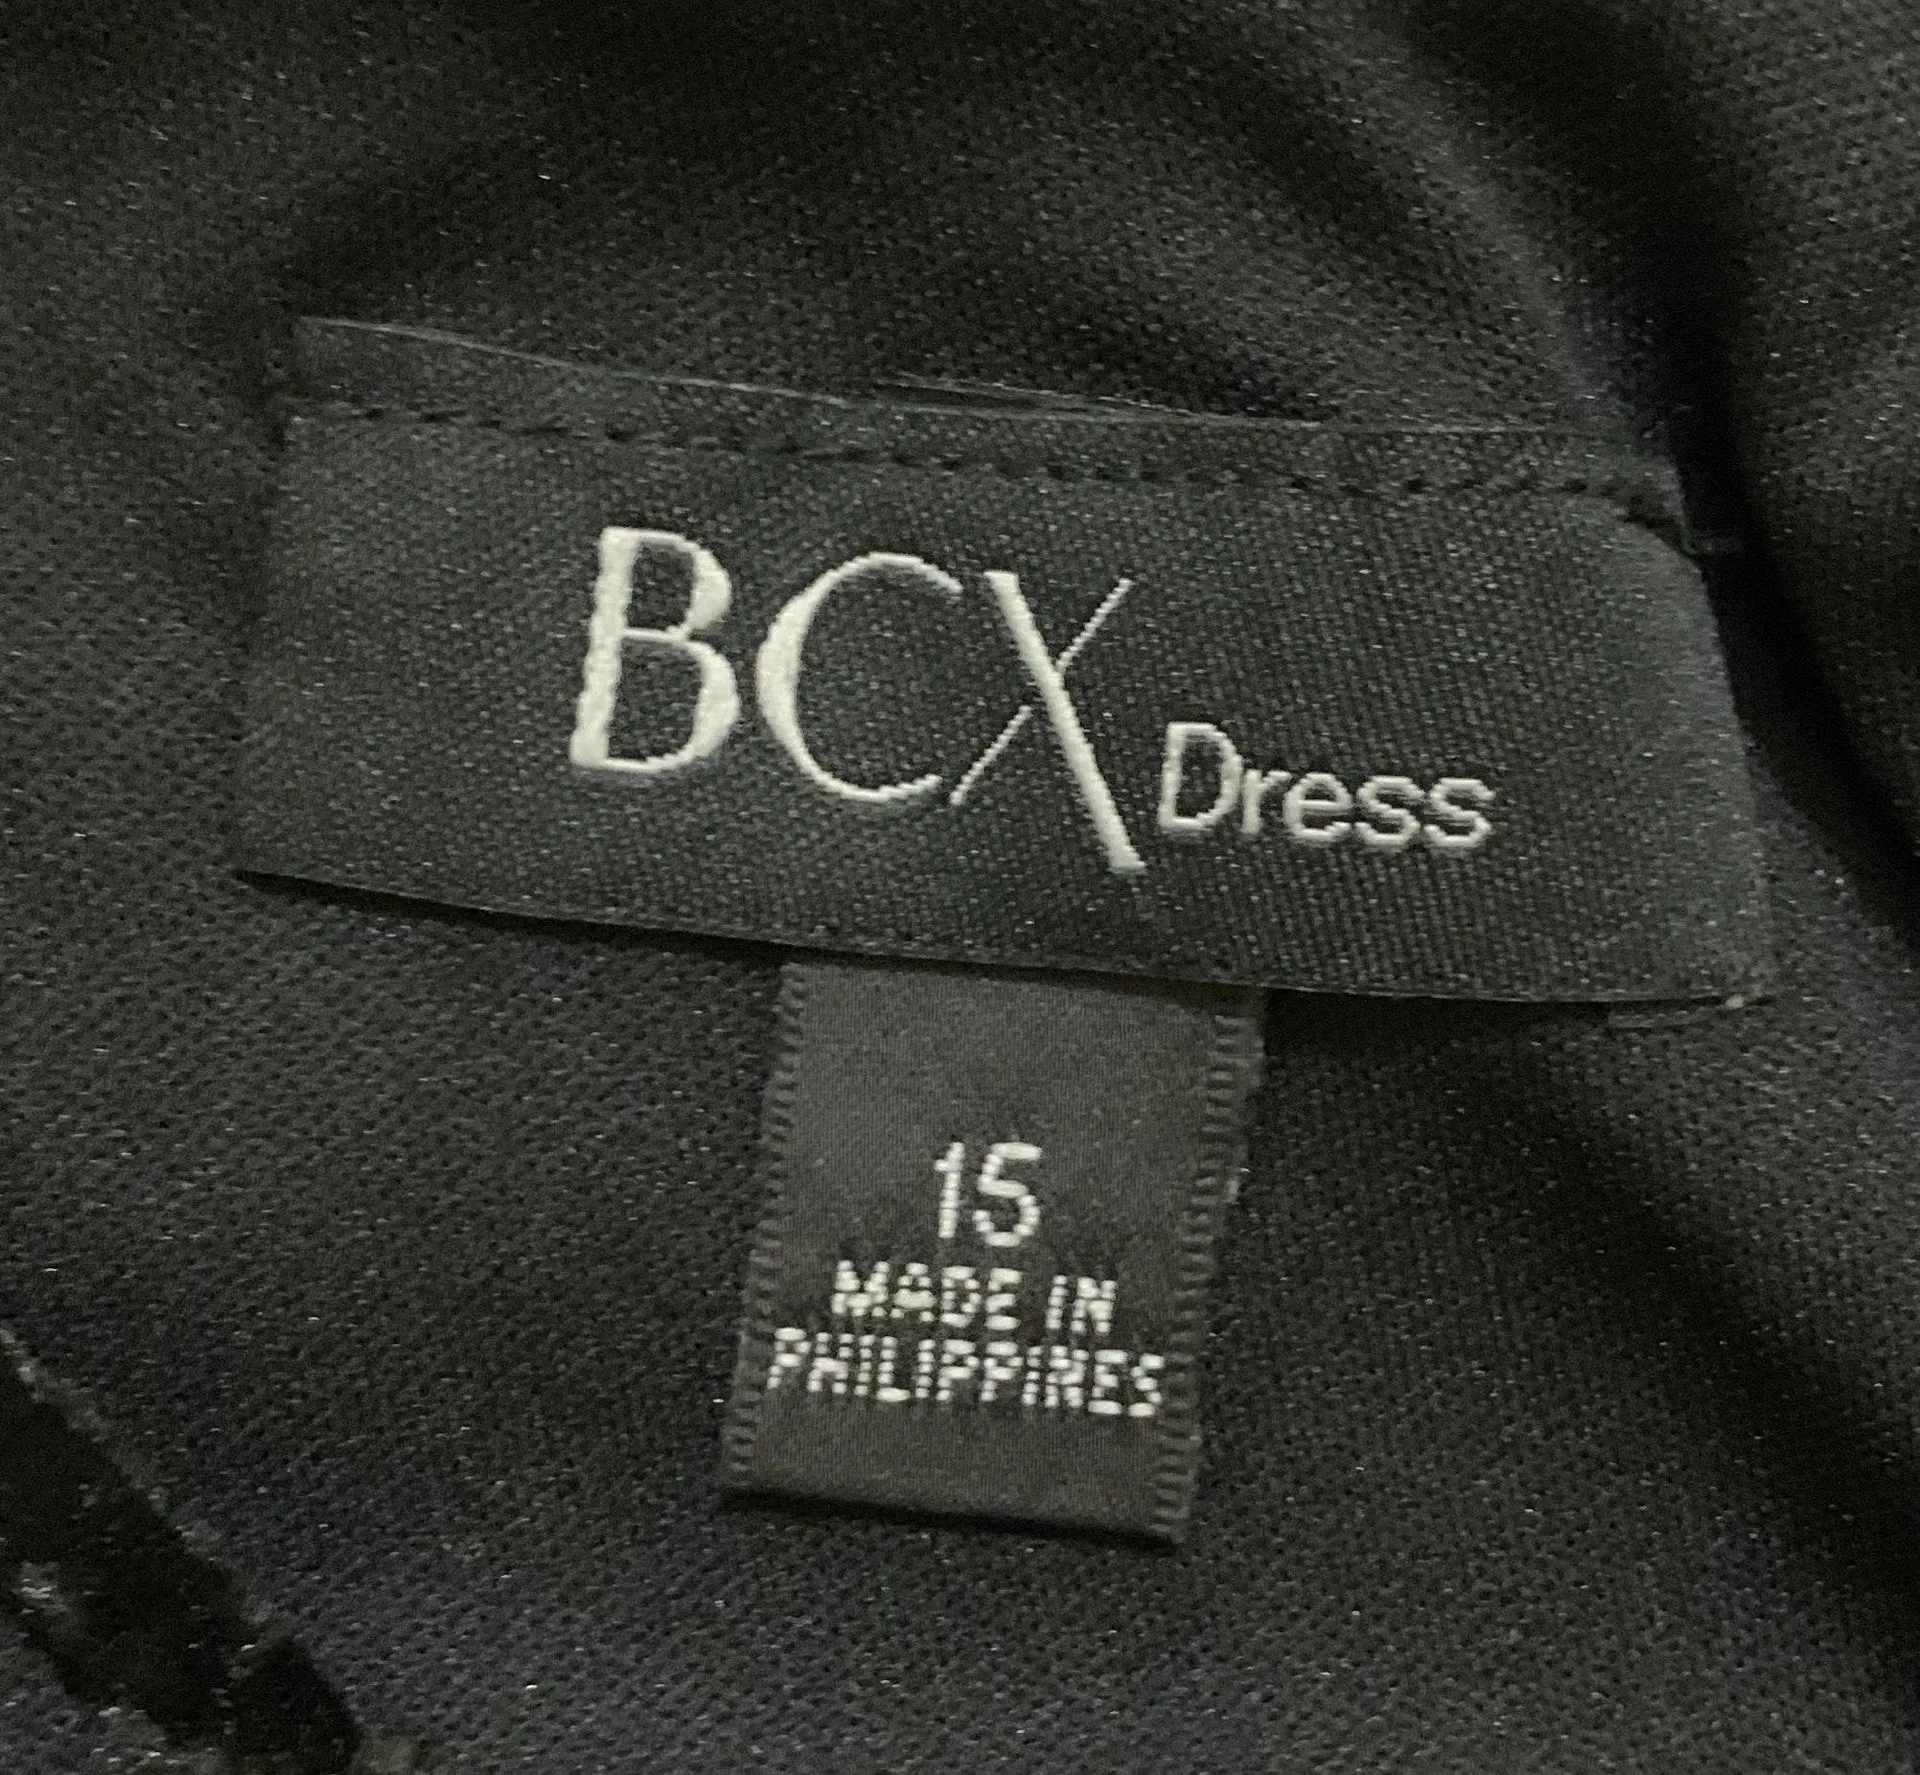 BCX Dress
15
MADE IN
PHILIPPINES